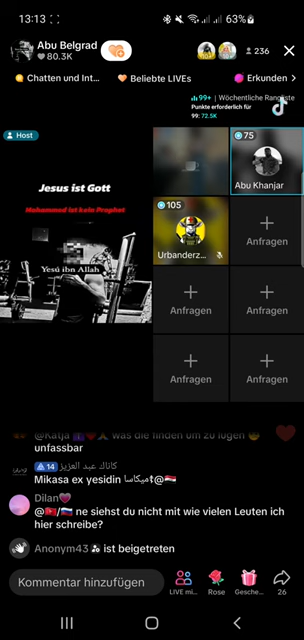 13:13
63%
Abu Belgrad
80.3K
236
Chatten und Int...
Beliebte LIVEs
Erkunden >
99+ | Wöchentliche Rangliste
Punkte erforderlich für
99: 72.5K
Host
Jesus ist Gott
Mohammed ist kein Prophet
Yesú ibn Allah
75
Abu Khanjar
105
Urbanderz...
Anfragen
Anfragen
Anfragen
Anfragen
Anfragen
Anfragen
@Katja was die finden um zu lügen
unfassbar
14 كاتاك عبد العزيز
Mikasa ex yesidin ميكاسا @
Dilan
@ / ne siehst du nicht mit wie vielen Leuten ich
hier schreibe?
Anonym43 ist beigetreten
Kommentar hinzufügen
LIVE mi...
Rose
Gesche...
26